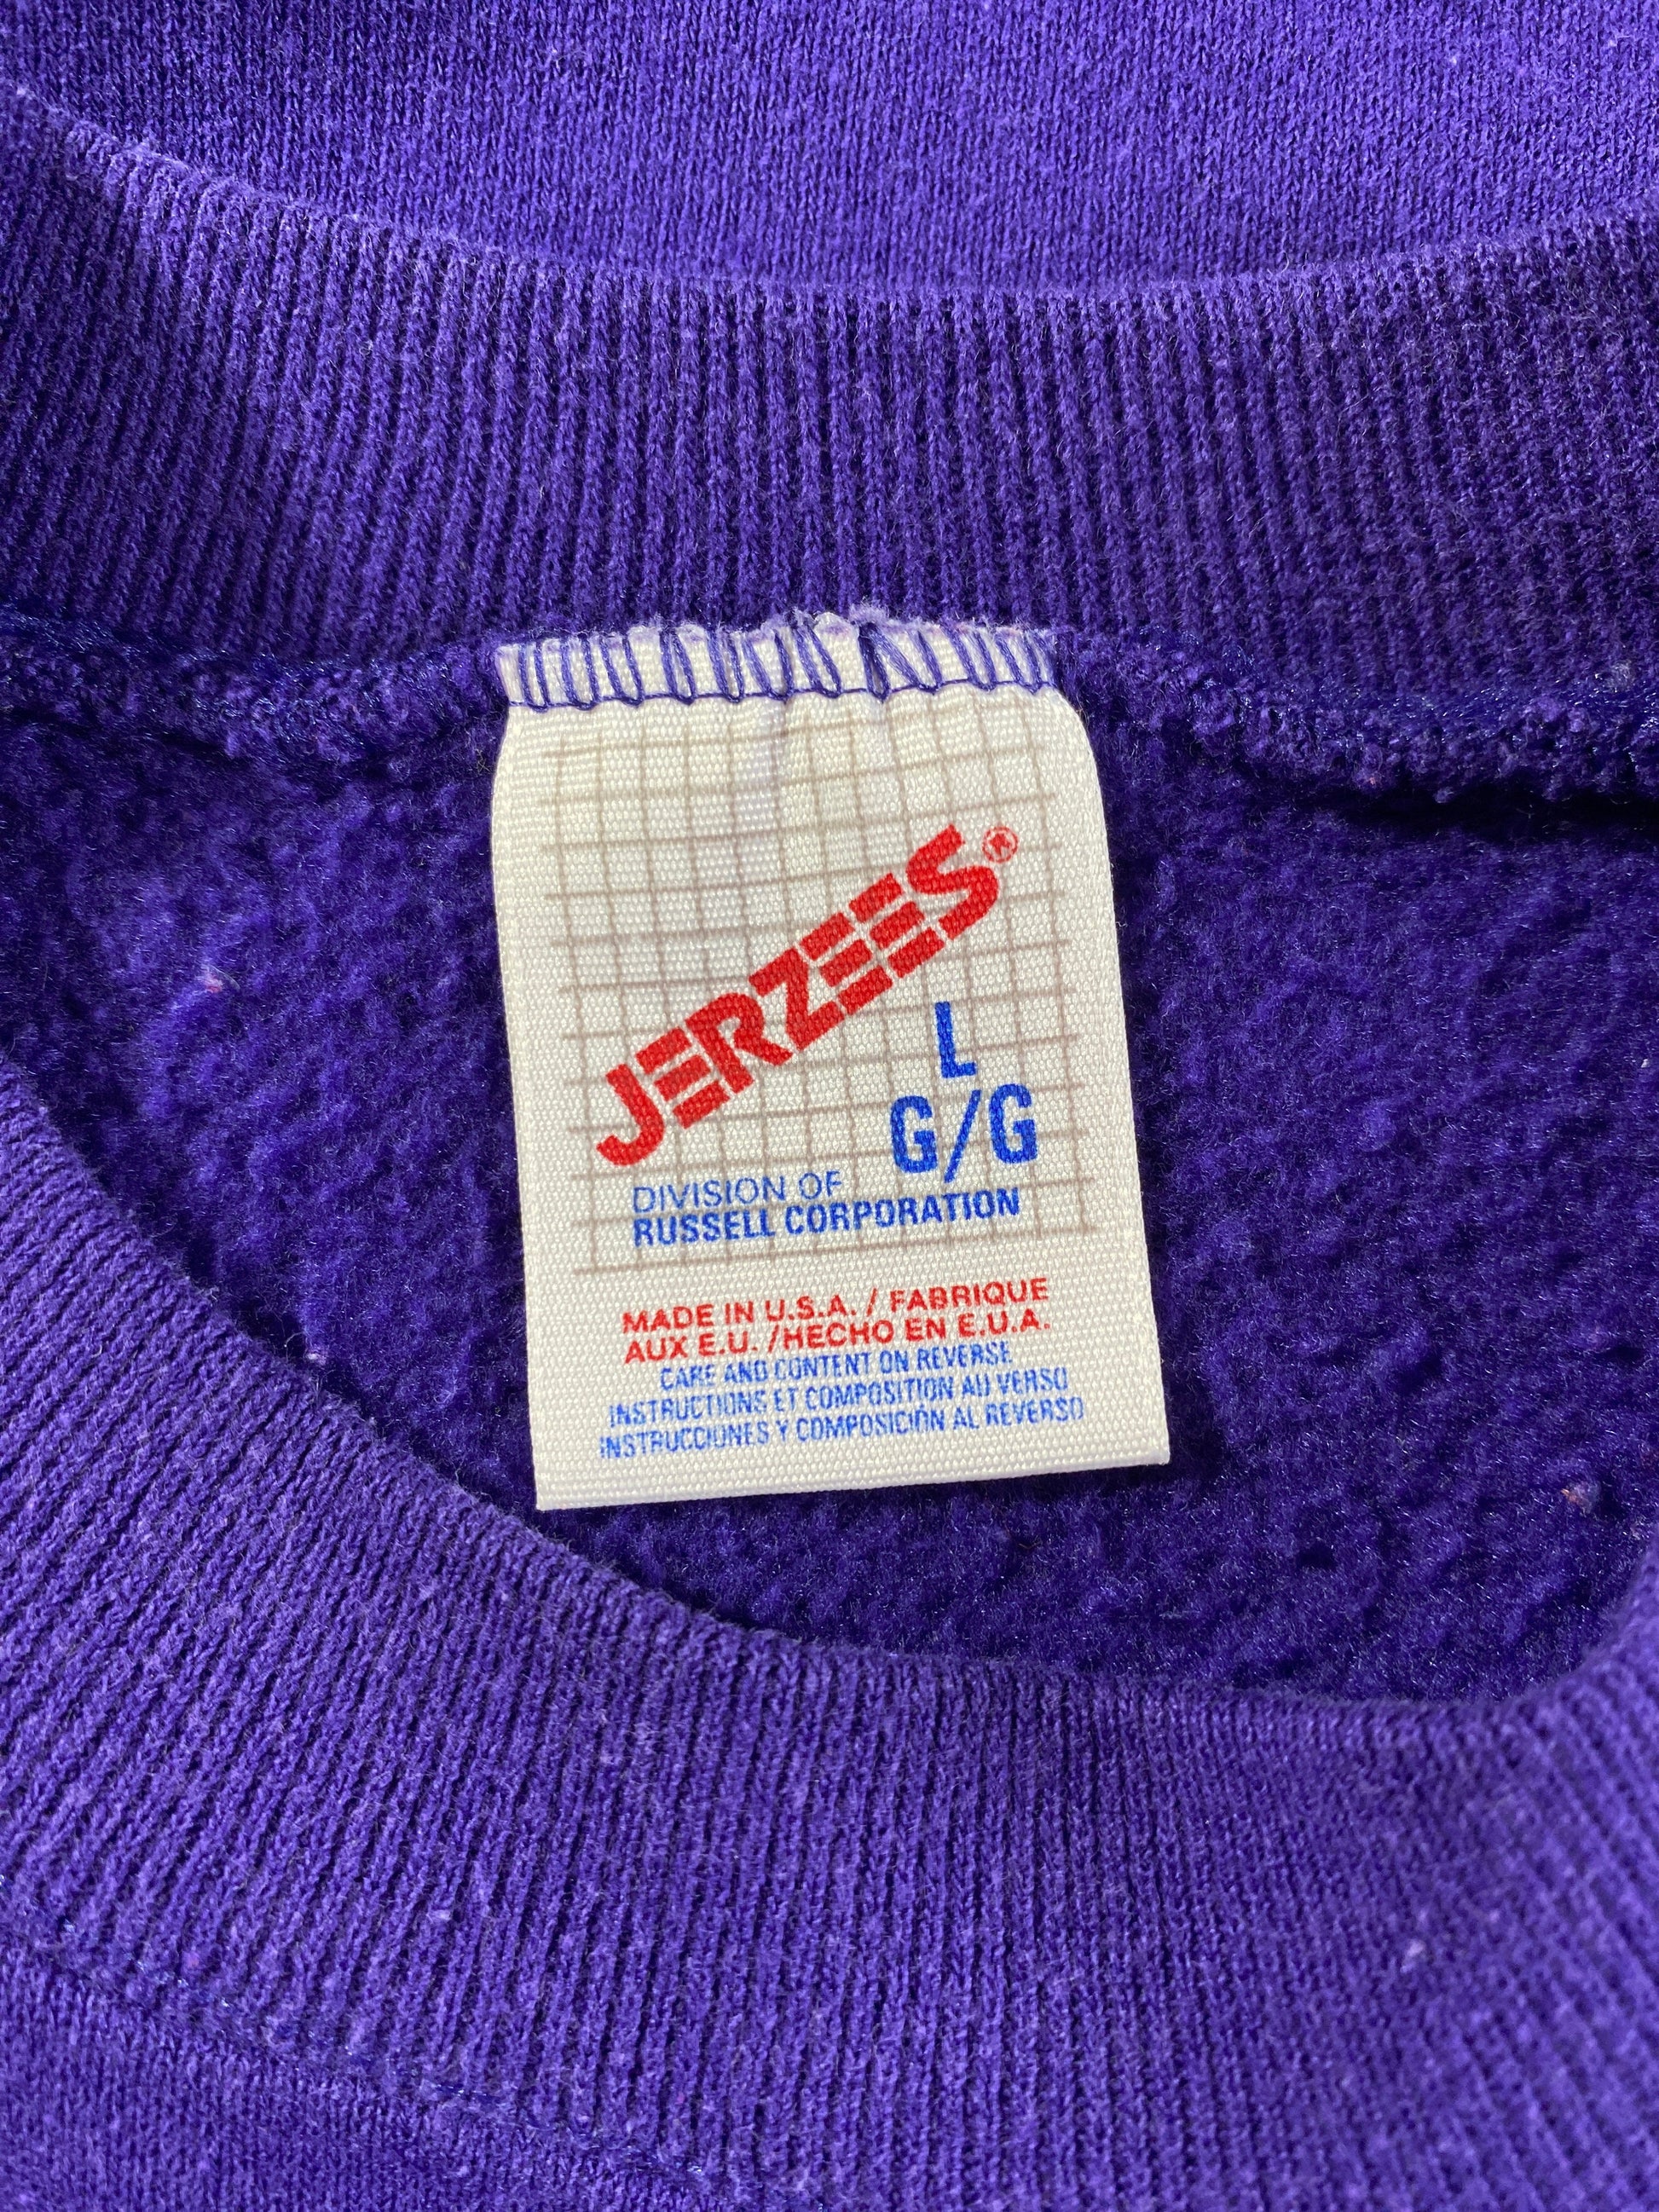 JERZEES®
L
G/G
DIVISION OF
RUSSELL CORPORATION
MADE IN U.S.A. / FABRIQUE
AUX E.U. /HECHO EN E.U.A.
CARE AND CONTENT ON REVERSE
INSTRUCTIONS ET COMPOSITION AU VERSO
INSTRUCCIONES Y COMPOSICIÓN AL REVERSO